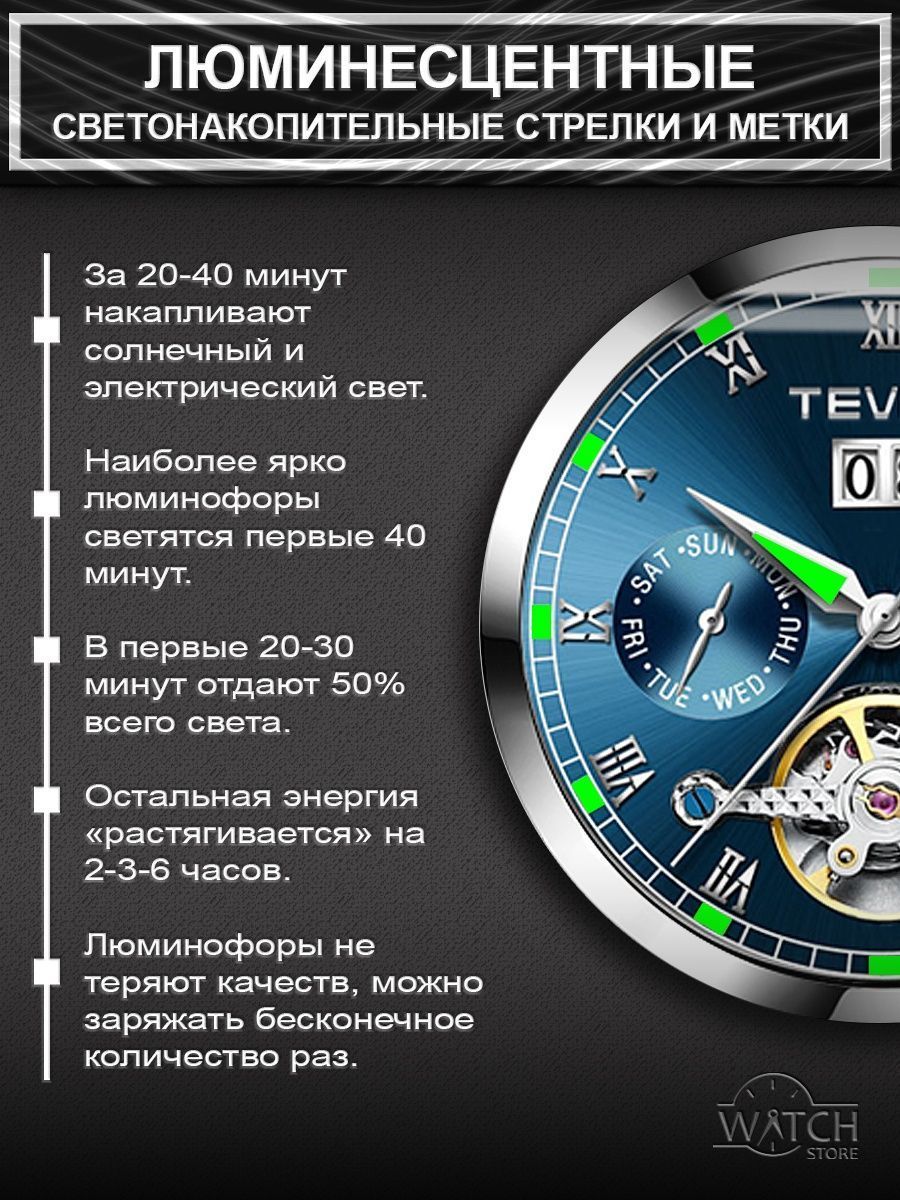 ЛЮМИНЕСЦЕНТНЫЕ
СВЕТОНАКОПИТЕЛЬНЫЕ СТРЕЛКИ И МЕТКИ
За 20-40 минут
накапливают
солнечный и
электрический свет.
Наиболее ярко
люминофоры
светятся первые 40
минут.
В первые 20-30
минут отдают 50%
всего света.
Остальная энергия
«растягивается» на
2-3-6 часов.
Люминофоры не
теряют качеств, можно
заряжать бесконечное
количество раз.
XII
XI
TEV
X
08
SAT • SUN • MON • THU • WED • TUE • FRI •
IX
VIII
VII
WATCH
STORE